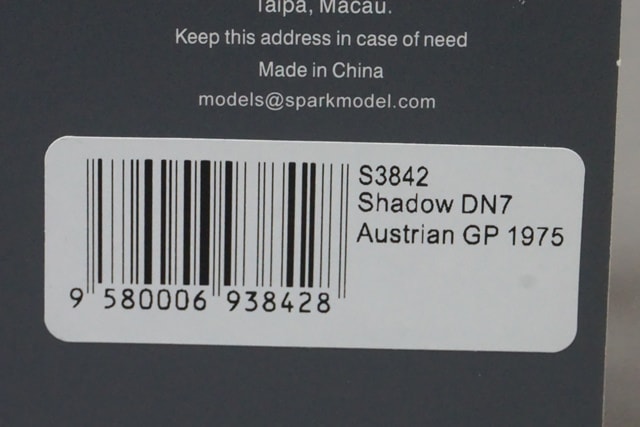 Taipa, Macau.
Keep this address in case of need
Made in China
models@sparkmodel.com
S3842
Shadow DN7
Austrian GP 1975
9 580006 938428